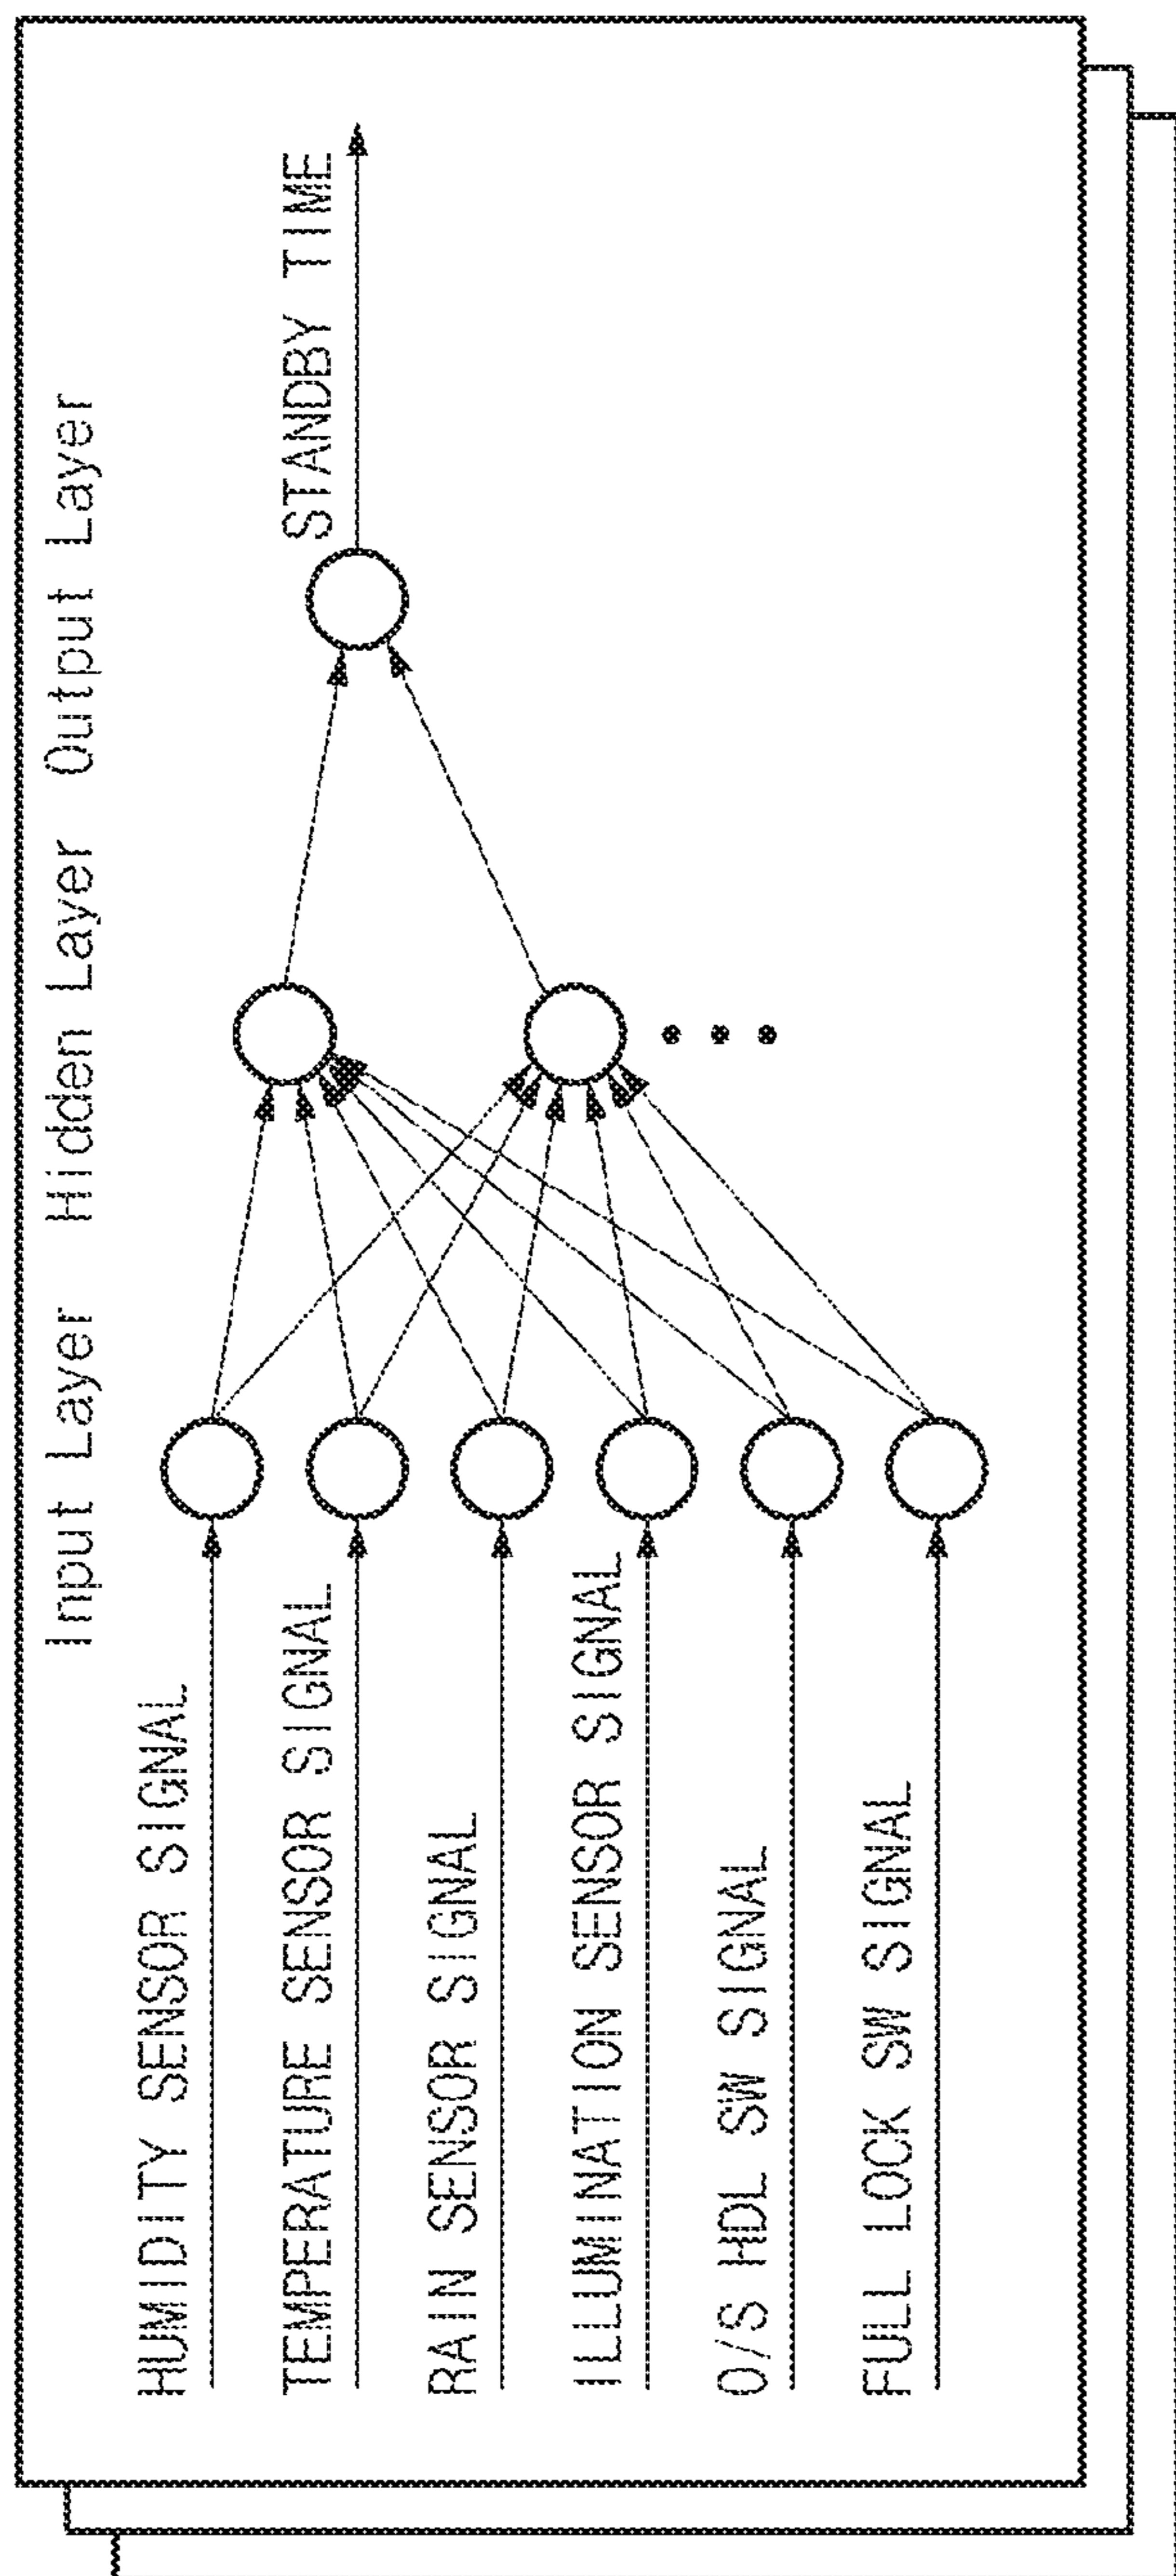 Input Layer Hidden Layer Output Layer
HUMIDITY SENSOR SIGNAL
TEMPERATURE SENSOR SIGNAL
STANDBY TIME
RAIN SENSOR SIGNAL
ILLUMINATION SENSOR SIGNAL
O/S HDL SW SIGNAL
FULL LOCK SW SIGNAL